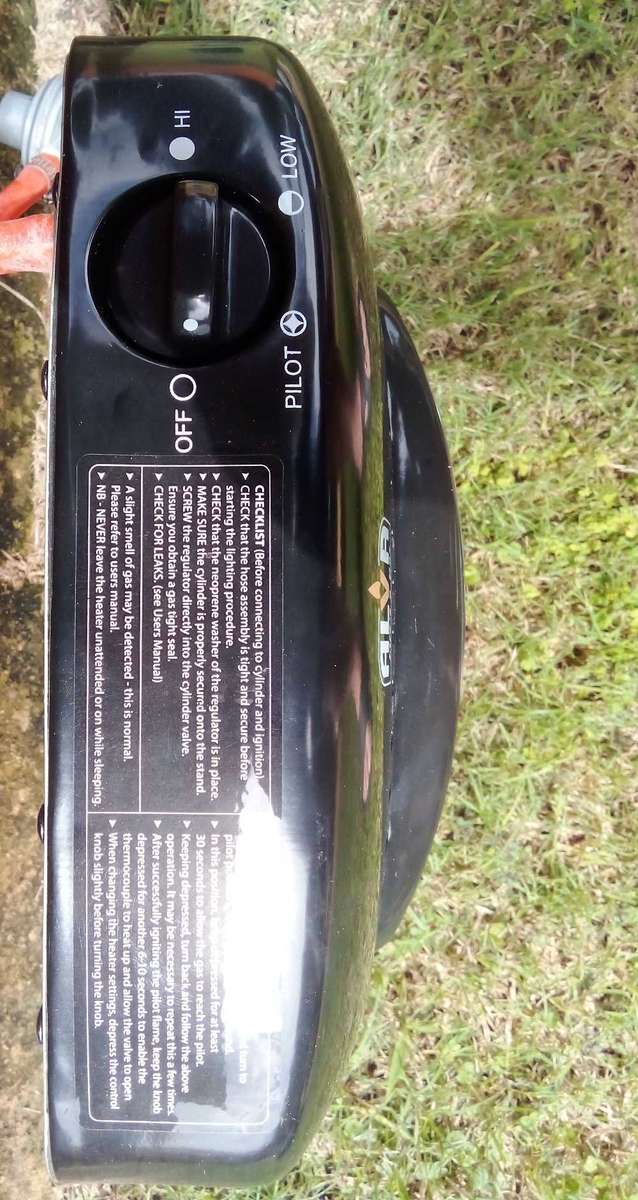 HI
LOW
PILOT
OFF
ALVA
CHECKLIST (Before connecting to cylinder and ignition)
► CHECK that the hose assembly is tight and secure before
starting the lighting procedure.
► CHECK that the neoprene washer of the regulator is in place.
► MAKE SURE the cylinder is properly secured onto the stand.
► SCREW the regulator directly into the cylinder valve.
Ensure you obtain a gas tight seal.
► CHECK FOR LEAKS. (see Users Manual)
► A slight smell of gas may be detected - this is normal.
Please refer to users manual.
► NB - NEVER leave the heater unattended or on while sleeping.
turn to
pilot
► In this position, depressed for at least
30 seconds to allow the gas to reach the pilot.
► Keeping depressed, turn back and follow the above
operation. It may be necessary to repeat this a few times.
► After successfully igniting the pilot flame, keep the knob
depressed for another 6-10 seconds to enable the
thermocouple to heat up and allow the valve to open
► When changing the heater settings, depress the control
knob slightly before turning the knob.